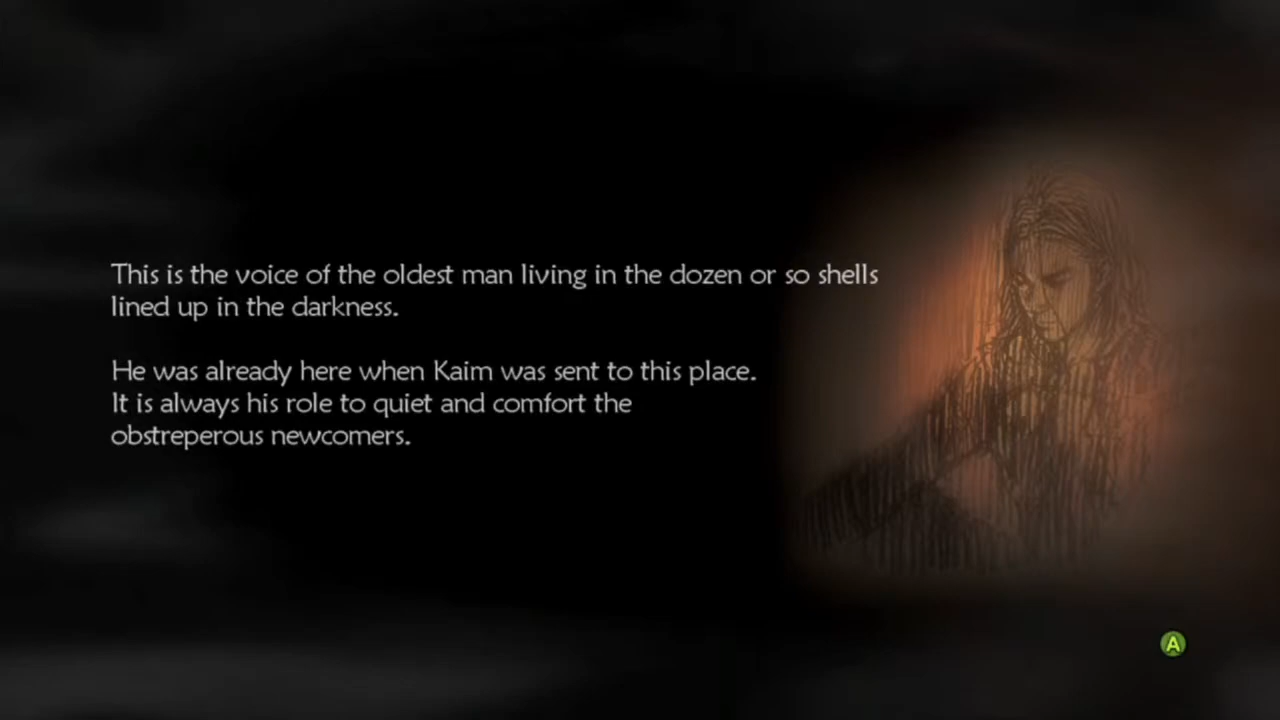 This is the voice of the oldest man living in the dozen or so shells
lined up in the darkness.
He was already here when Kaim was sent to this place.
It is always his role to quiet and comfort the
obstreperous newcomers.
A